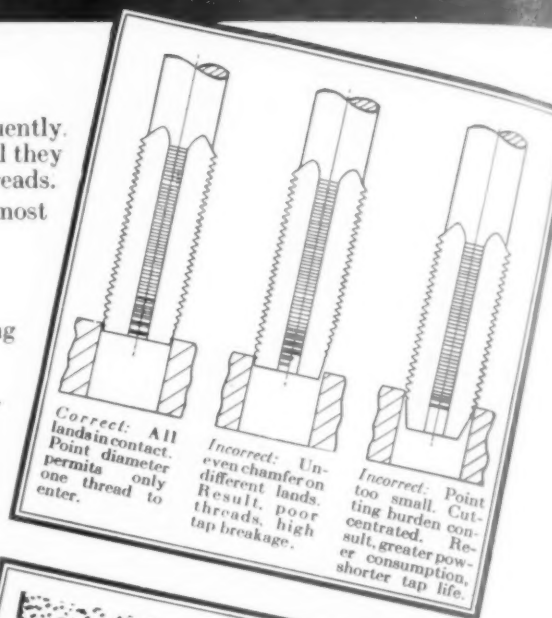 uently.
l they
reads.
most
ng
Correct: All
lands in contact.
Point diameter
permits only
one thread to
enter.
Incorrect: Un-
even chamfer on
different lands.
Result, poor
threads, high
tap breakage.
Incorrect: Point
too small. Cut-
ting burden con-
centrated. Re-
sult, greater pow-
er consumption,
shorter tap life.